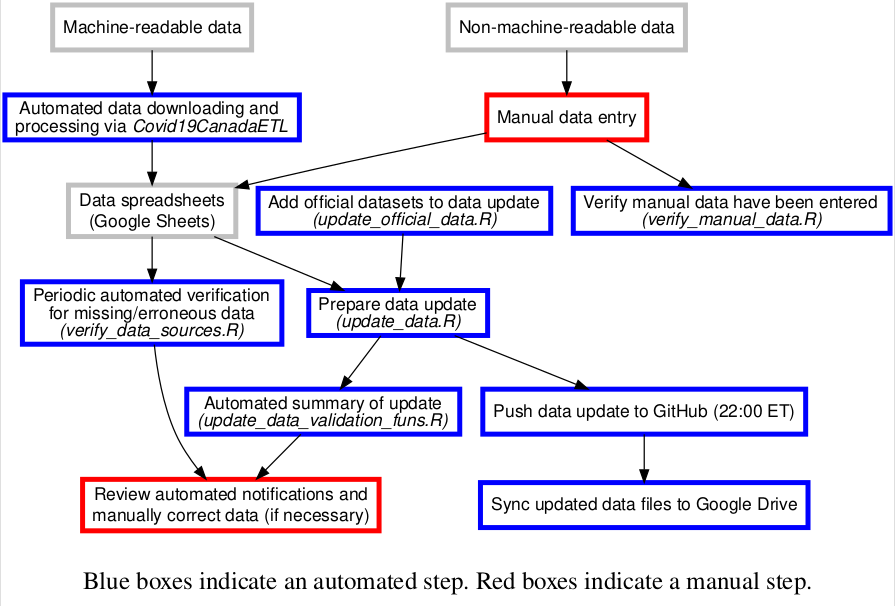 Machine-readable data
Non-machine-readable data
Automated data downloading and
processing via Covid19CanadaETL
Manual data entry
Data spreadsheets
(Google Sheets)
Add official datasets to data update
(update_official_data.R)
Verify manual data have been entered
(verify_manual_data.R)
Periodic automated verification
for missing/erroneous data
(verify_data_sources.R)
Prepare data update
(update_data.R)
Automated summary of update
(update_data_validation_funs.R)
Push data update to GitHub (22:00 ET)
Review automated notifications and
manually correct data (if necessary)
Sync updated data files to Google Drive
Blue boxes indicate an automated step. Red boxes indicate a manual step.